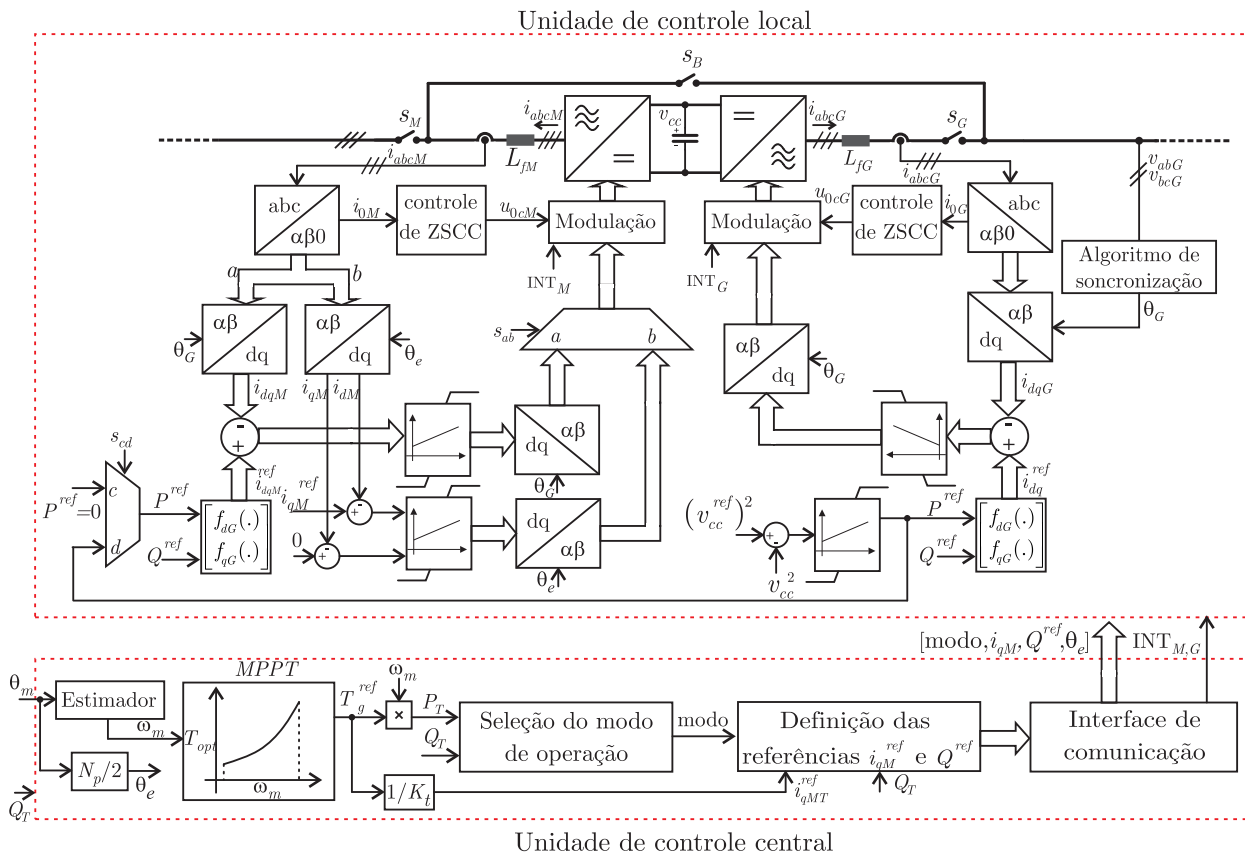 Unidade de controle local
s_B
s_M
i_abcM
v_cc
+
-
i_abcG
s_G
L_fM
L_fG
i_abcM
i_abcG
v_abG
v_bcG
abc
αβ0
i_0M
controle
de ZSCC
u_0cM
Modulação
Modulação
u_0cG
controle
de ZSCC
i_0G
abc
αβ0
Algoritmo de
soncronização
INT_M
INT_G
a
b
αβ
dq
θ_G
αβ
dq
θ_e
s_ab
a
b
αβ
dq
θ_G
αβ
dq
θ_G
i_dqM
i_qM
i_dM
i_dqG
-
+
-
+
dq
αβ
θ_G
s_cd
c
d
P^ref=0
P^ref
Q^ref
i_dqM^ref
f_dG(.)
f_qG(.)
i_qM^ref
-
+
0
-
+
dq
αβ
θ_e
(v_cc^ref)^2
-
+
v_cc^2
P^ref
Q^ref
i_dq^ref
f_dG(.)
f_qG(.)
[modo,i_qM,Q^ref,θ_e]
INT_M,G
θ_m
Estimador
ω_m
N_p/2
θ_e
Q_T
MPPT
T_opt
ω_m
T_g^ref
ω_m
×
P_T
Q_T
1/K_t
Seleção do modo
de operação
modo
Definição das
referências i_qM^ref e Q^ref
i_qMT^ref
Q_T
Interface de
comunicação
Unidade de controle central